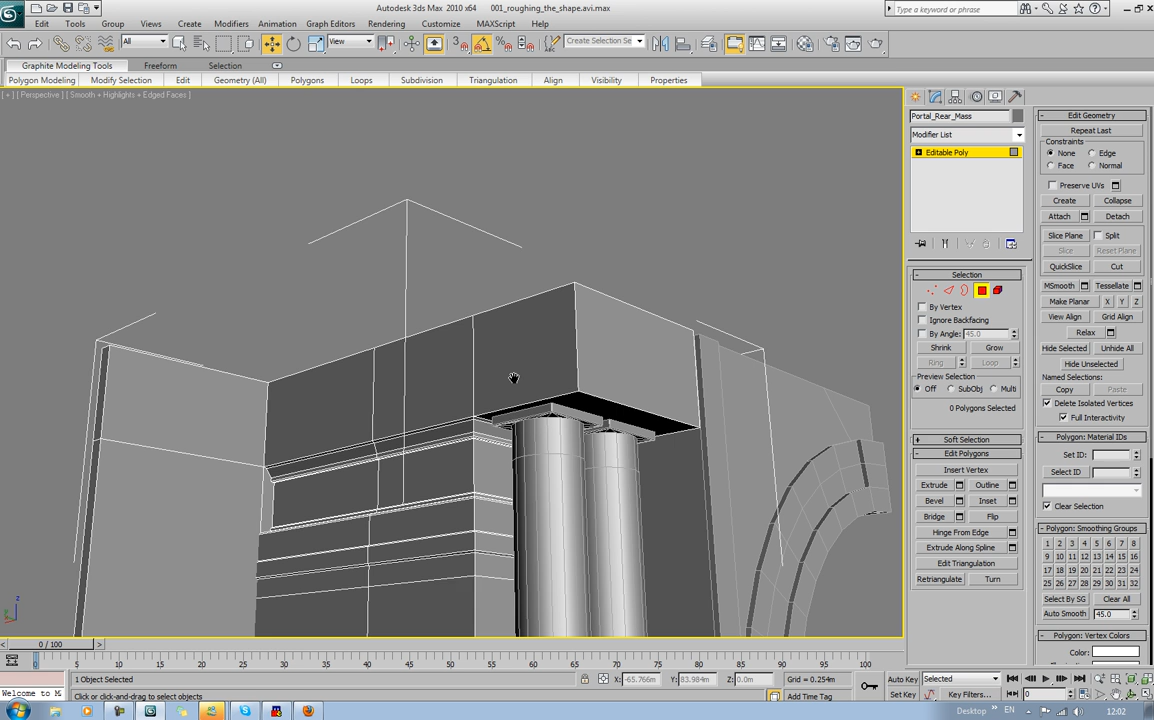 Autodesk 3ds Max 2010 x64 001_roughing_the_shape.avi.max
Type a keyword or phrase
Edit Tools Group Views Create Modifiers Animation Graph Editors Rendering Customize MAXScript Help
All View Create Selection Se
Graphite Modeling Tools Freeform Selection
Polygon Modeling Modify Selection Edit Geometry (All) Polygons Loops Subdivision Triangulation Align Visibility Properties
[ + ] [ Perspective ] [ Smooth + Highlights + Edged Faces ]
Portal_Rear_Mass
Modifier List
Editable Poly
Selection
By Vertex
Ignore Backfacing
By Angle: 45.0
Shrink Grow
Ring Loop
Preview Selection
Off SubObj Multi
0 Polygons Selected
Soft Selection
Edit Polygons
Insert Vertex
Extrude Outline
Bevel Inset
Bridge Flip
Hinge From Edge
Extrude Along Spline
Edit Triangulation
Retriangulate Turn
Edit Geometry
Repeat Last
Constraints
None Edge
Face Normal
Preserve UVs
Create Collapse
Attach Detach
Slice Plane Split
Slice Reset Plane
QuickSlice Cut
MSmooth Tessellate
Make Planar X Y Z
View Align Grid Align
Relax
Hide Selected Unhide All
Hide Unselected
Named Selections:
Copy Paste
Delete Isolated Vertices
Full Interactivity
Polygon: Material IDs
Set ID:
Select ID
Clear Selection
Polygon: Smoothing Groups
1 2 3 4 5 6 7 8
9 10 11 12 13 14 15 16
17 18 19 20 21 22 23 24
25 26 27 28 29 30 31 32
Select By SG Clear All
Auto Smooth 45.0
Polygon: Vertex Colors
Color:
z
0 / 100
0 5 10 15 20 25 30 35 40 45 50 55 60 65 70 75 80 85 90 95 100
1 Object Selected X: -65.766m Y: 83.984m Z: 0.0m Grid = 0.254m Auto Key Selected
Welcome to M Click or click-and-drag to select objects Add Time Tag Set Key Key Filters... 0
Desktop EN 12:02